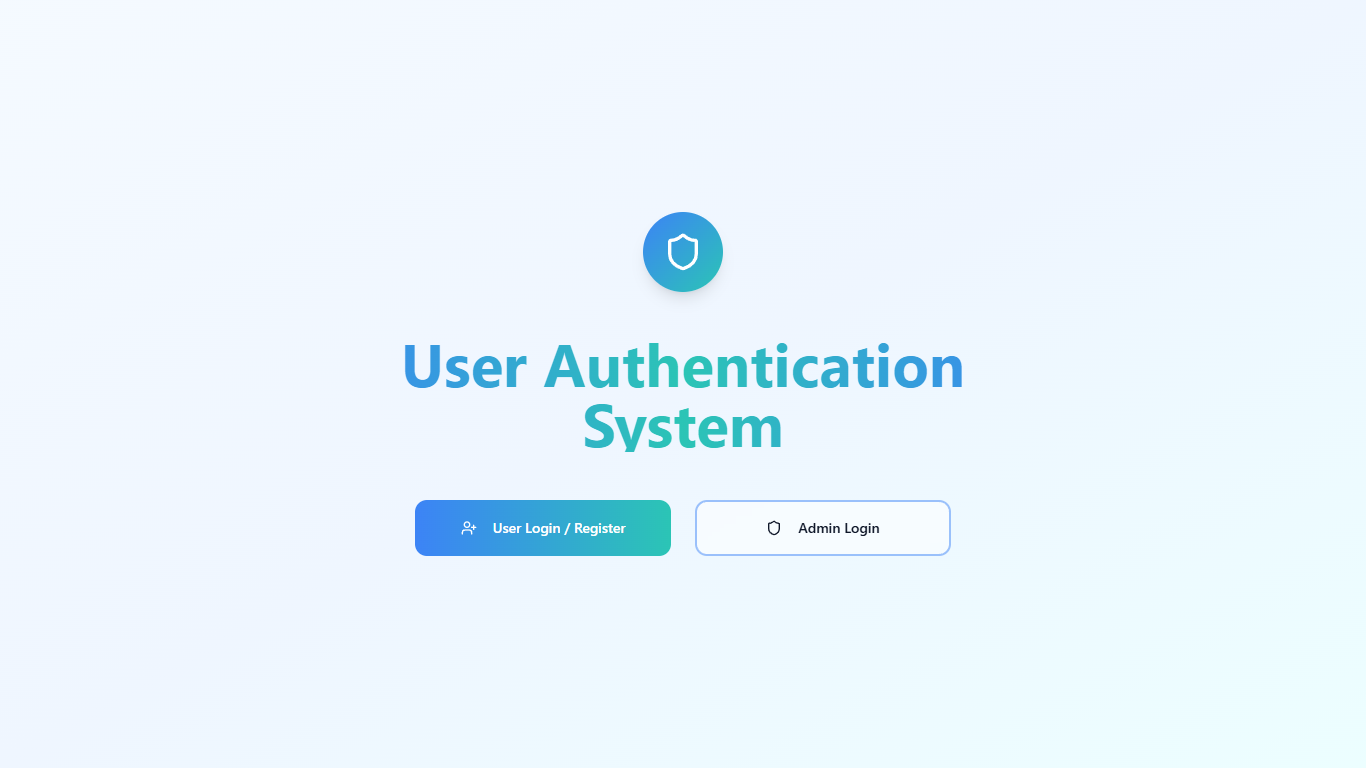 User Authentication
System
User Login / Register
Admin Login